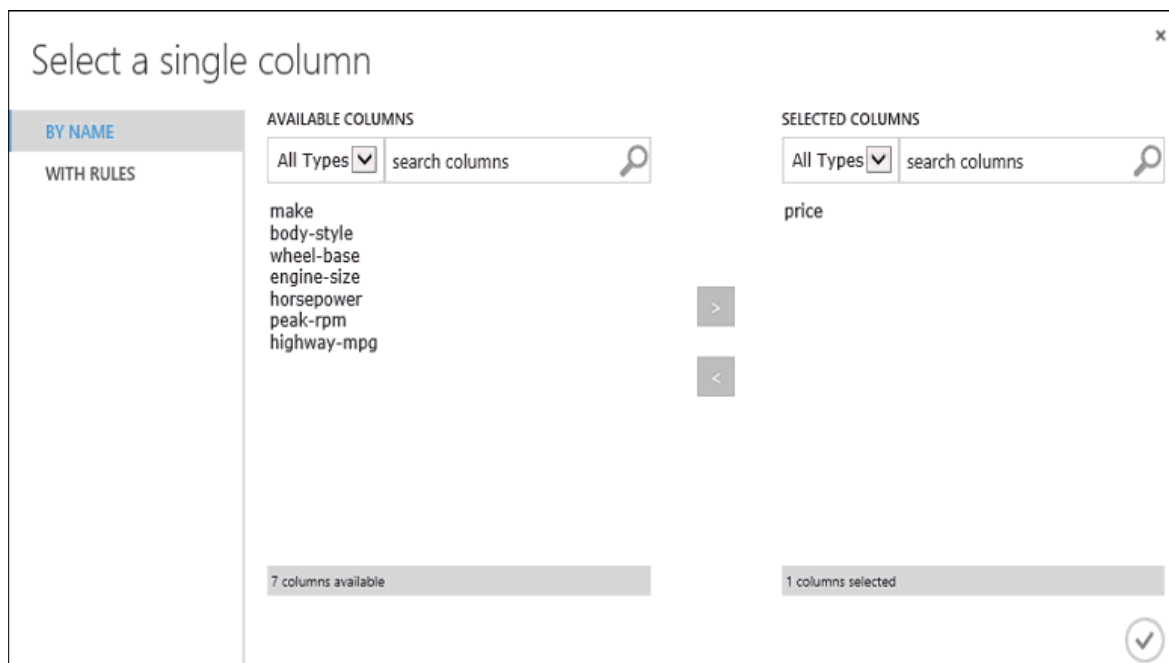 Select a single column
×
BY NAME
WITH RULES
AVAILABLE COLUMNS
All Types
search columns
make
body-style
wheel-base
engine-size
horsepower
peak-rpm
highway-mpg
7 columns available
>
<
SELECTED COLUMNS
All Types
search columns
price
1 columns selected